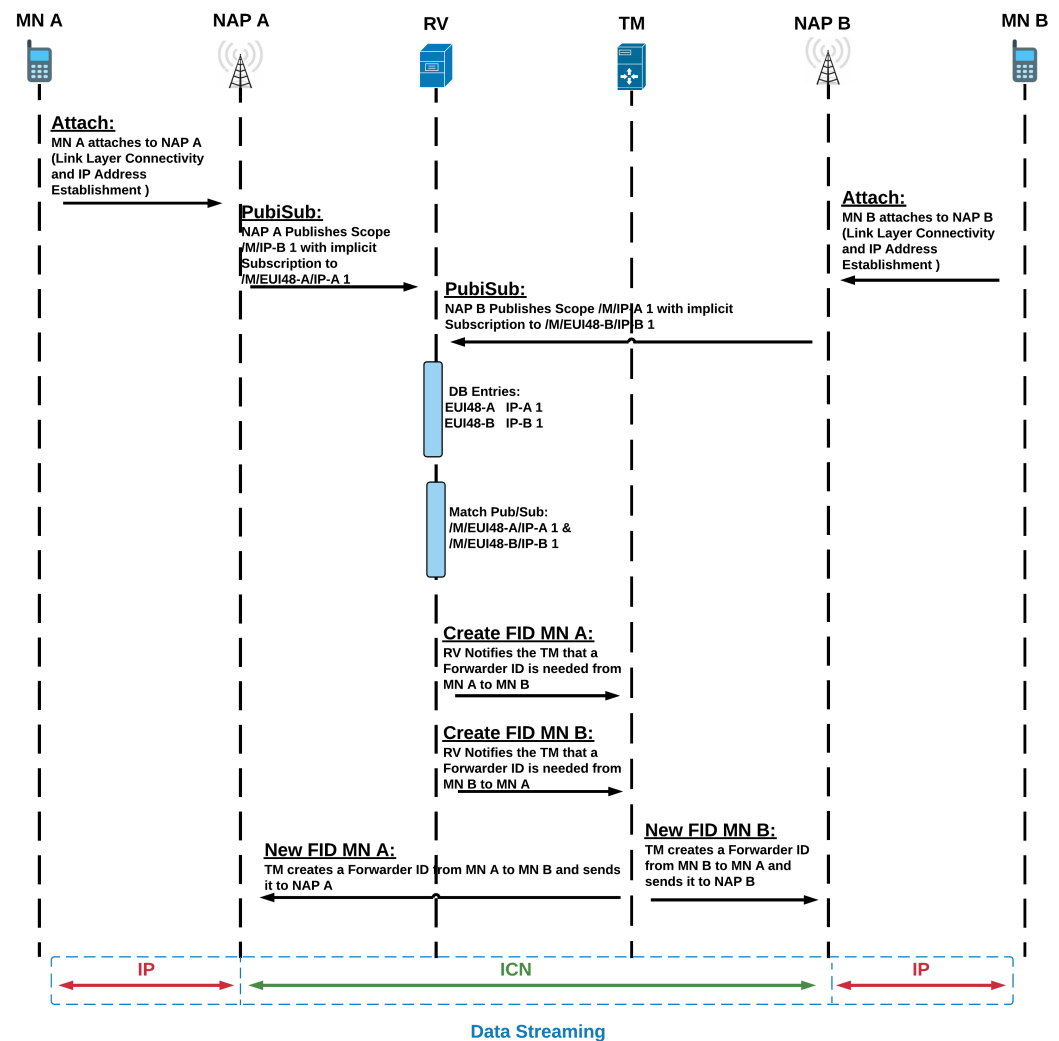 MN A
NAP A
RV
TM
NAP B
MN B
Attach:
MN A attaches to NAP A
(Link Layer Connectivity
and IP Address
Establishment )
PubiSub:
NAP A Publishes Scope
/M/IP-B 1 with implicit
Subscription to
/M/EUI48-A/IP-A 1
Attach:
MN B attaches to NAP B
(Link Layer Connectivity
and IP Address
Establishment )
PubiSub:
NAP B Publishes Scope /M/IP-A 1 with implicit
Subscription to /M/EUI48-B/IP-B 1
DB Entries:
EUI48-A IP-A 1
EUI48-B IP-B 1
Match Pub/Sub:
/M/EUI48-A/IP-A 1 &
/M/EUI48-B/IP-B 1
Create FID MN A:
RV Notifies the TM that a
Forwarder ID is needed from
MN A to MN B
Create FID MN B:
RV Notifies the TM that a
Forwarder ID is needed from
MN B to MN A
New FID MN A:
TM creates a Forwarder ID from MN A to MN B and sends
it to NAP A
New FID MN B:
TM creates a Forwarder ID
from MN B to MN A and
sends it to NAP B
IP
ICN
IP
Data Streaming